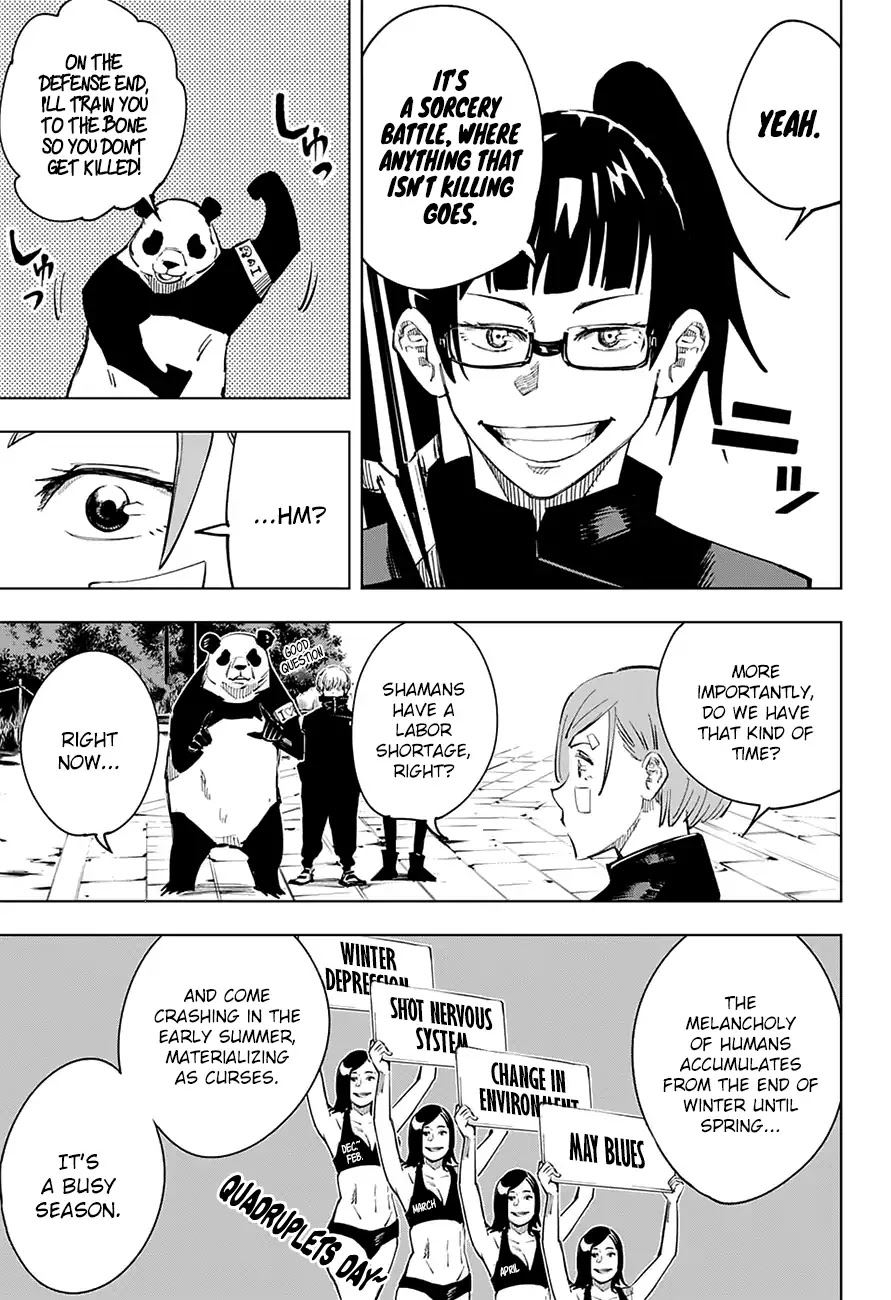 YEAH.
IT'S
A SORCERY
BATTLE, WHERE
ANYTHING THAT
ISN'T KILLING
GOES.
ニッ
ON THE
DEFENSE END,
I'LL TRAIN YOU
TO THE BONE
SO YOU DON'T
GET KILLED!
しゅっ
しゅっ
...HM?
MORE
IMPORTANTLY,
DO WE HAVE
THAT KIND OF
TIME?
SHAMANS
HAVE A
LABOR
SHORTAGE,
RIGHT?
GOOD
QUESTION
RIGHT
NOW...
THE
MELANCHOLY
OF HUMANS
ACCUMULATES
FROM THE END OF
WINTER UNTIL
SPRING...
WINTER
DEPRESSION
SHOT NERVOUS
SYSTEM
CHANGE IN
ENVIRONMENT
MAY BLUES
DEC.~
FEB.
MARCH
APRIL
QUADRUPLETS DAY~
AND COME
CRASHING IN THE
EARLY SUMMER,
MATERIALIZING
AS CURSES.
IT'S
A BUSY
SEASON.